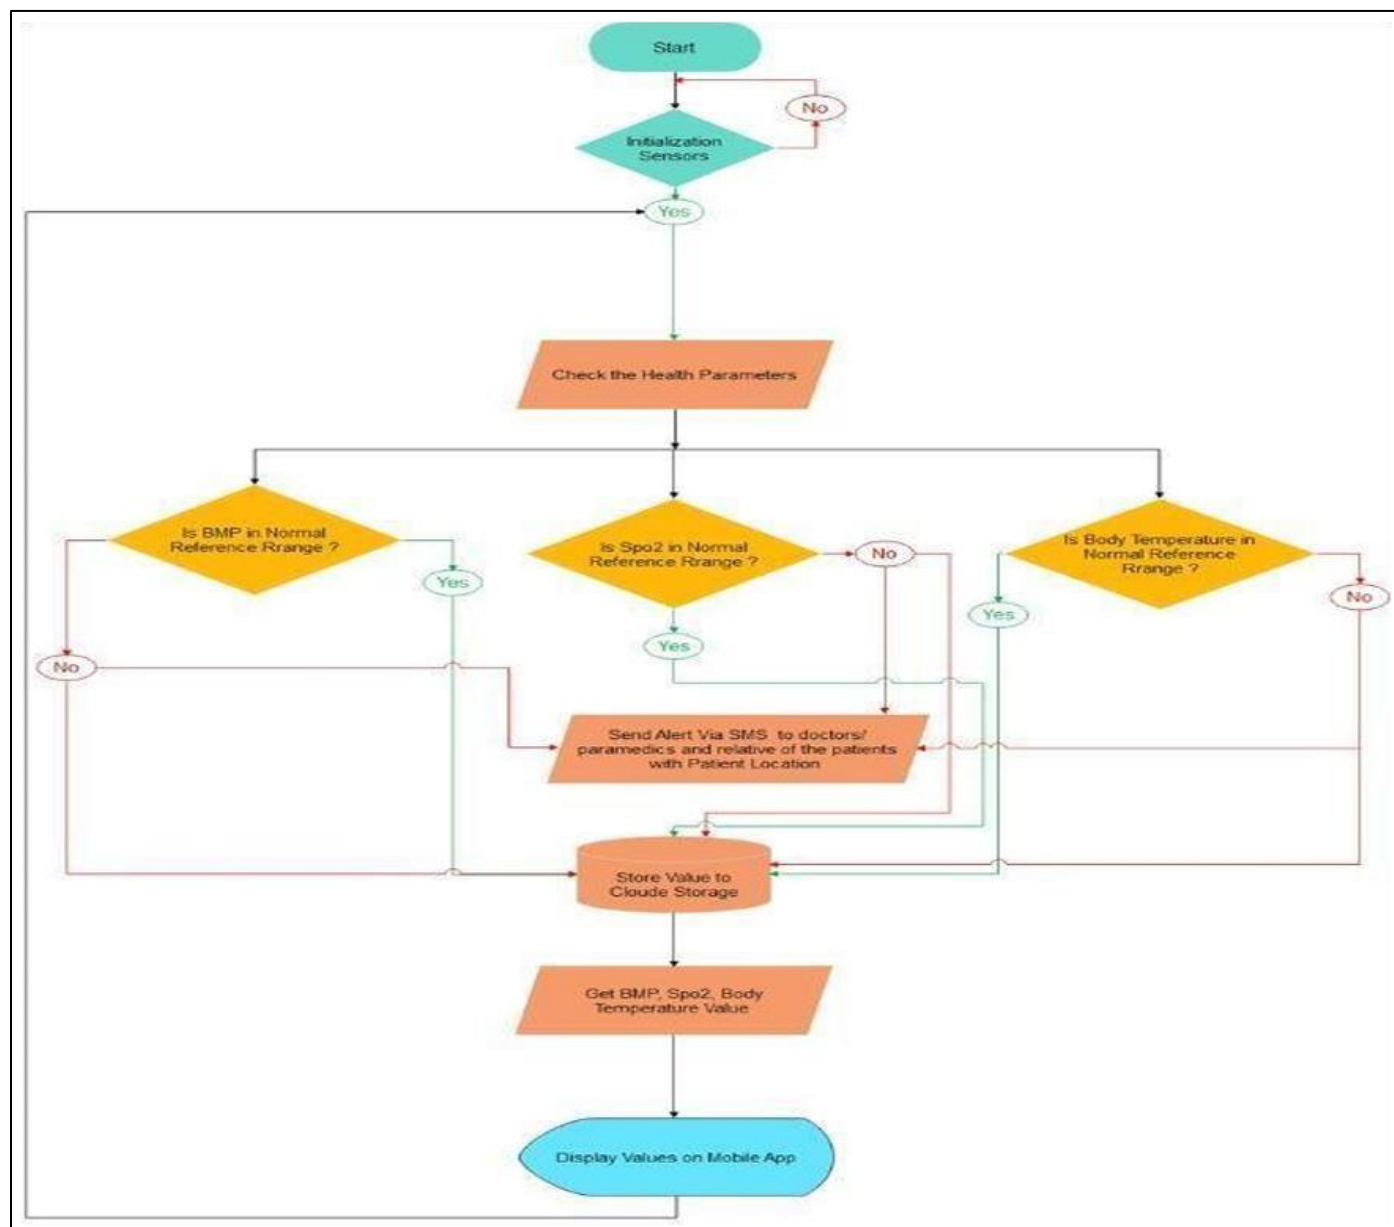 Start
No
Initialization
Sensors
Yes
Check the Health Parameters
Is BMP in Normal
Reference Rrange ?
Is Spo2 in Normal
Reference Rrange ?
Is Body Temperature in
Normal Reference
Rrange ?
No
Yes
Yes
No
Yes
No
Send Alert Via SMS to doctors/
paramedics and relative of the patients
with Patient Location
Store Value to
Cloude Storage
Get BMP, Spo2, Body
Temperature Value
Display Values on Mobile App